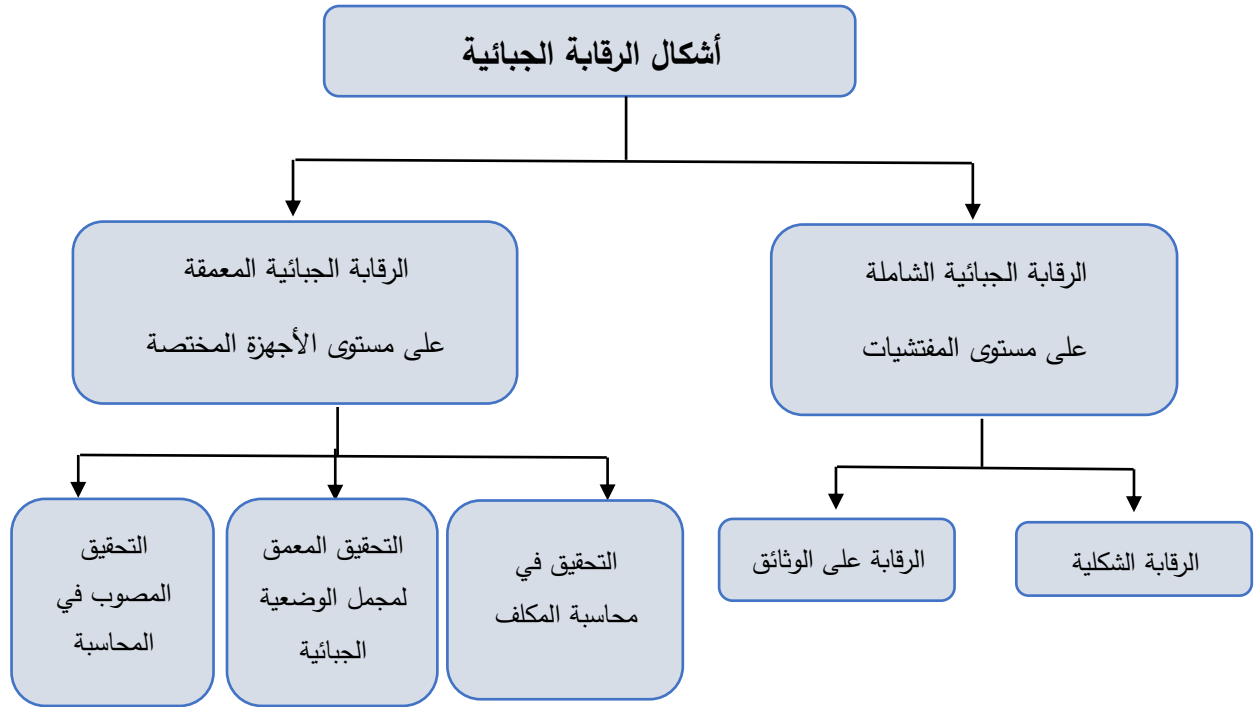 أشكال الرقابة الجبائية
الرقابة الجبائية الشاملة
على مستوى المفتشيات
الرقابة الجبائية المعمقة
على مستوى الأجهزة المختصة
الرقابة الشكلية
الرقابة على الوثائق
التحقيق في
محاسبة المكلف
التحقيق المعمق
لمجمل الوضعية
الجبائية
التحقيق
المصوب في
المحاسبة